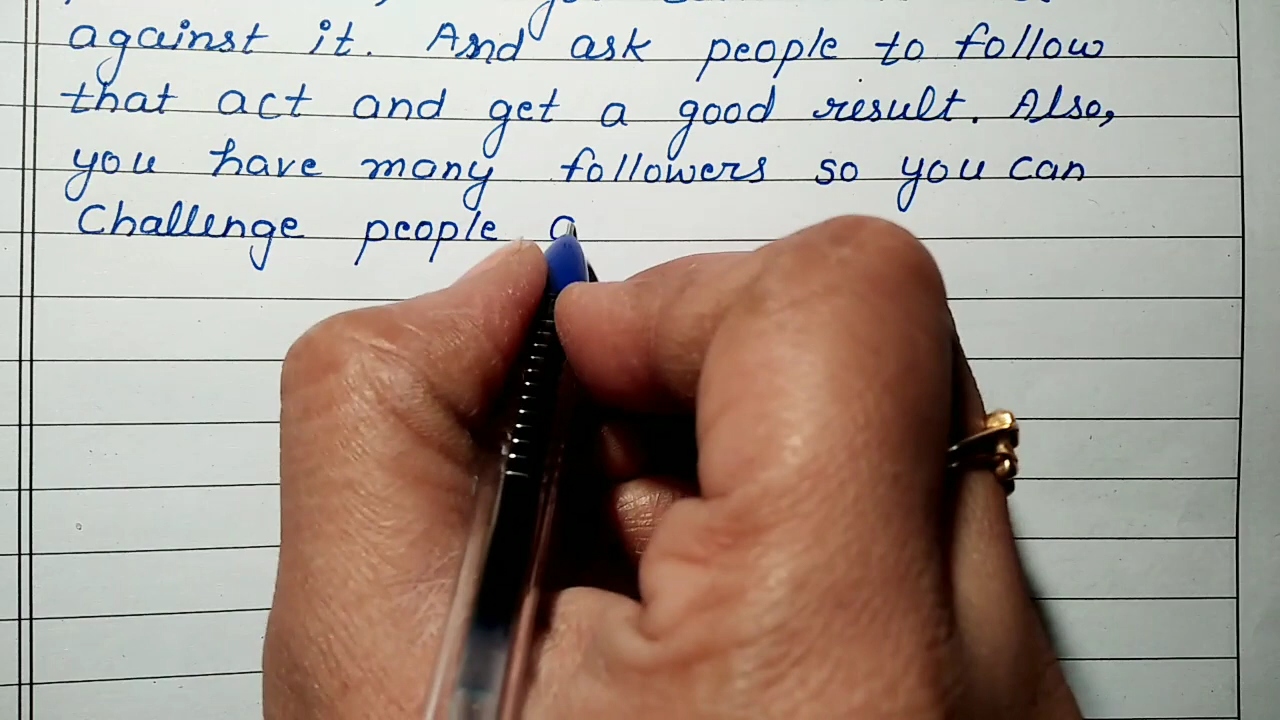 against it. And ask people to follow
that act and get a good result. Also,
you have many followers so you can
Challenge people